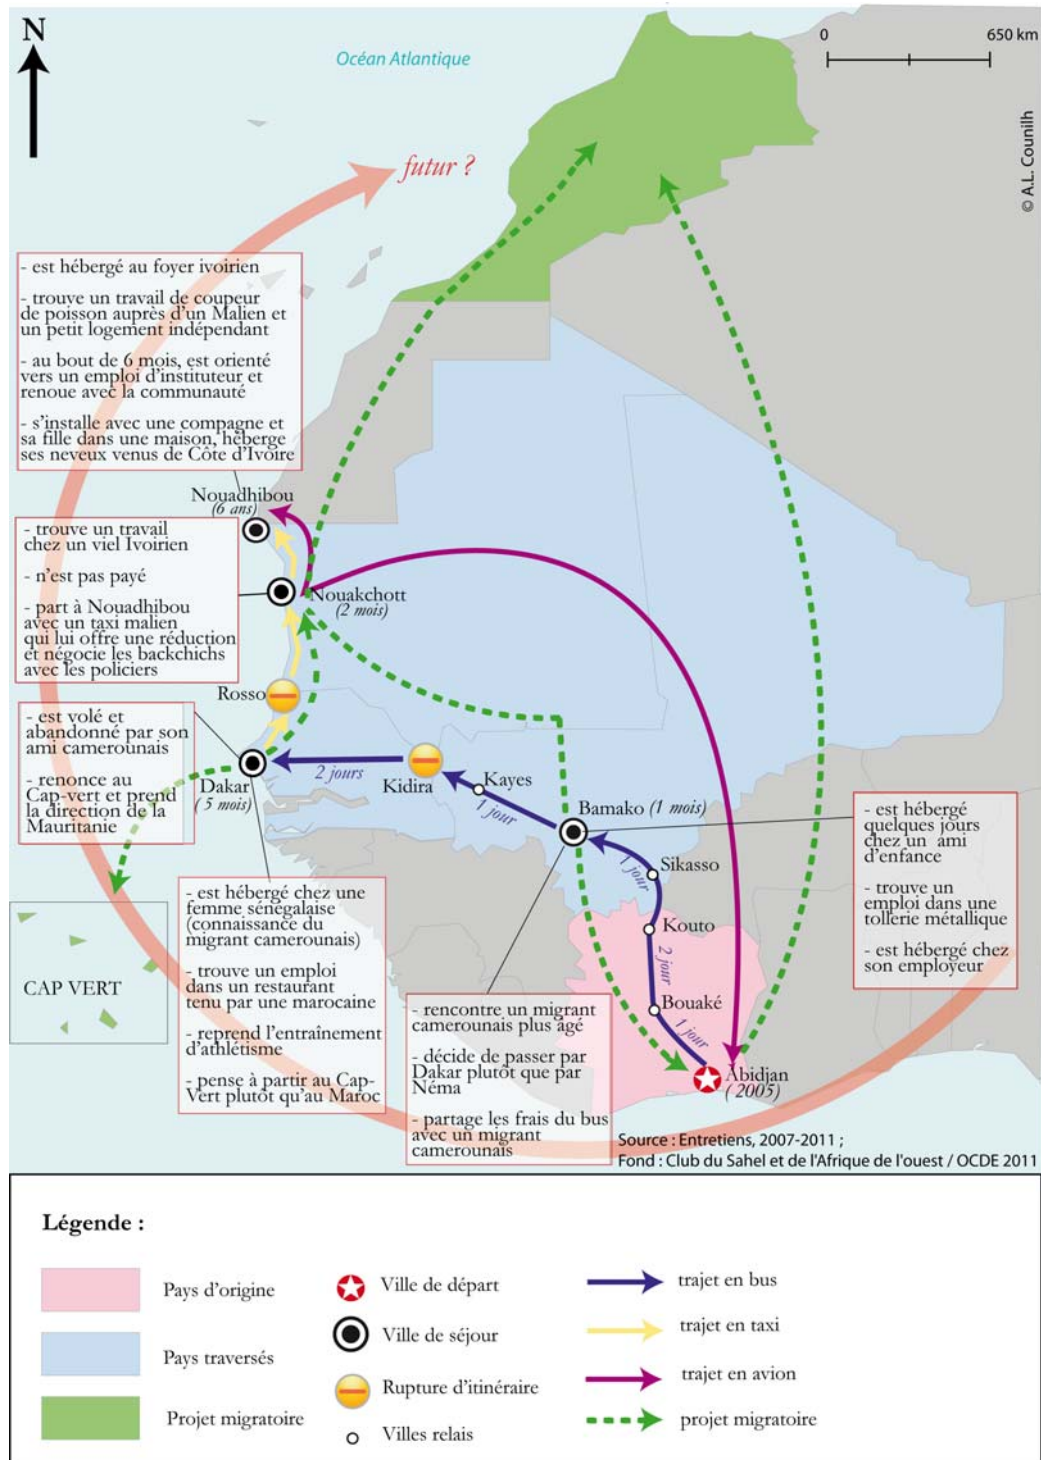 N
Océan Atlantique
0
650 km
© A.L. Counilh
futur ?
- est hébergé au foyer ivoirien
- trouve un travail de coupeur
de poisson auprès d'un Malien et
un petit logement indépendant
- au bout de 6 mois, est orienté
vers un emploi d'instituteur et
renoue avec la communauté
- s'installe avec une compagne et
sa fille dans une maison, héberge
ses neveux venus de Côte d'Ivoire
Nouadhibou
(6 ans)
- trouve un travail
chez un viel Ivoirien
- n'est pas payé
- part à Nouadhibou
avec un taxi malien
qui lui offre une réduction
et négocie les backchichs
avec les policiers
Nouakchott
(2 mois)
Rosso
- est volé et
abandonné par son
ami camerounais
- renonce au
Cap-vert et prend
la direction de la
Mauritanie
Dakar
(5 mois)
2 jours
Kidira
Kayes
1 jour
Bamako (1 mois)
- est hébergé
quelques jours
chez un ami
d'enfance
- trouve un
emploi dans une
tollerie métallique
- est hébergé chez
son employeur
1 jour
Sikasso
Kouto
2 jour
Bouaké
1 jour
Abidjan
(2005)
- est hébergé chez une
femme sénégalaise
(connaissance du
migrant camerounais)
- trouve un emploi
dans un restaurant
tenu par une marocaine
- reprend l'entraînement
d'athlétisme
- pense à partir au Cap-
Vert plutôt qu'au Maroc
CAP VERT
- rencontre un migrant
camerounais plus âgé
- décide de passer par
Dakar plutôt que par
Néma
- partage les frais du bus
avec un migrant
camerounais
Source : Entretiens, 2007-2011 ;
Fond : Club du Sahel et de l'Afrique de l'ouest / OCDE 2011
Légende :
Pays d'origine
Pays traversés
Projet migratoire
Ville de départ
Ville de séjour
Rupture d'itinéraire
Villes relais
trajet en bus
trajet en taxi
trajet en avion
projet migratoire